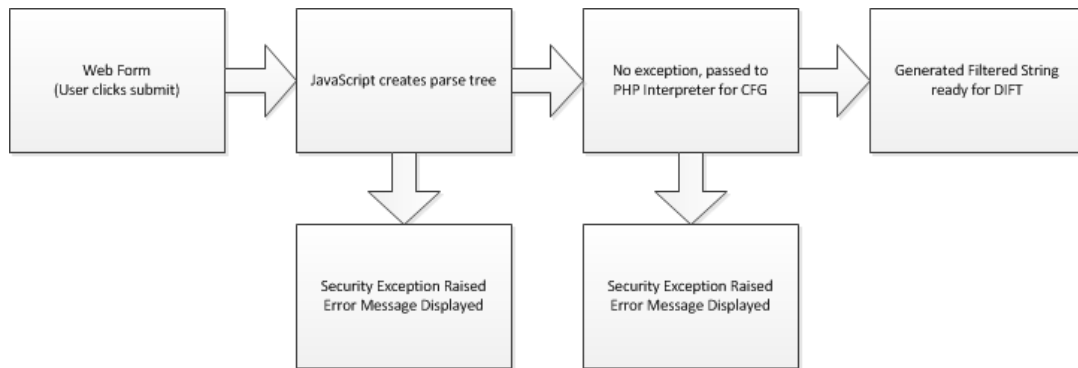 Web Form
(User clicks submit)
JavaScript creates parse tree
No exception, passed to
PHP Interpreter for CFG
Generated Filtered String
ready for DIFT
Security Exception Raised
Error Message Displayed
Security Exception Raised
Error Message Displayed